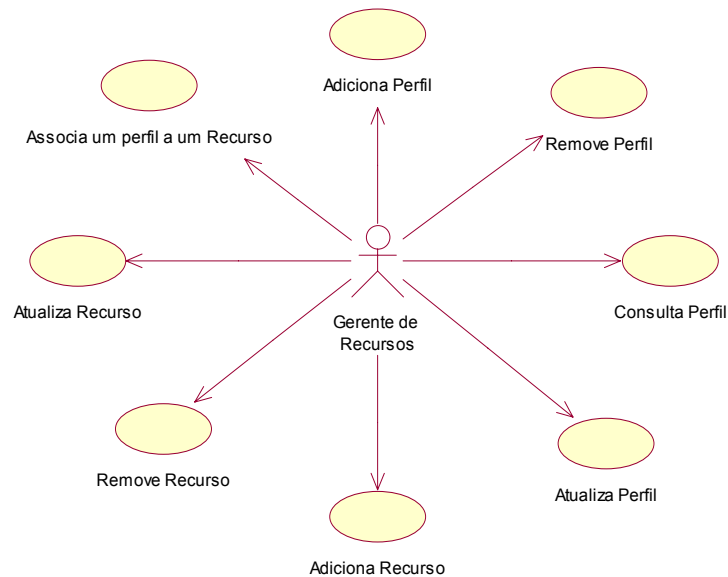 Adiciona Perfil
Associa um perfil a um Recurso
Remove Perfil
Atualiza Recurso
Gerente de
Recursos
Consulta Perfil
Remove Recurso
Atualiza Perfil
Adiciona Recurso